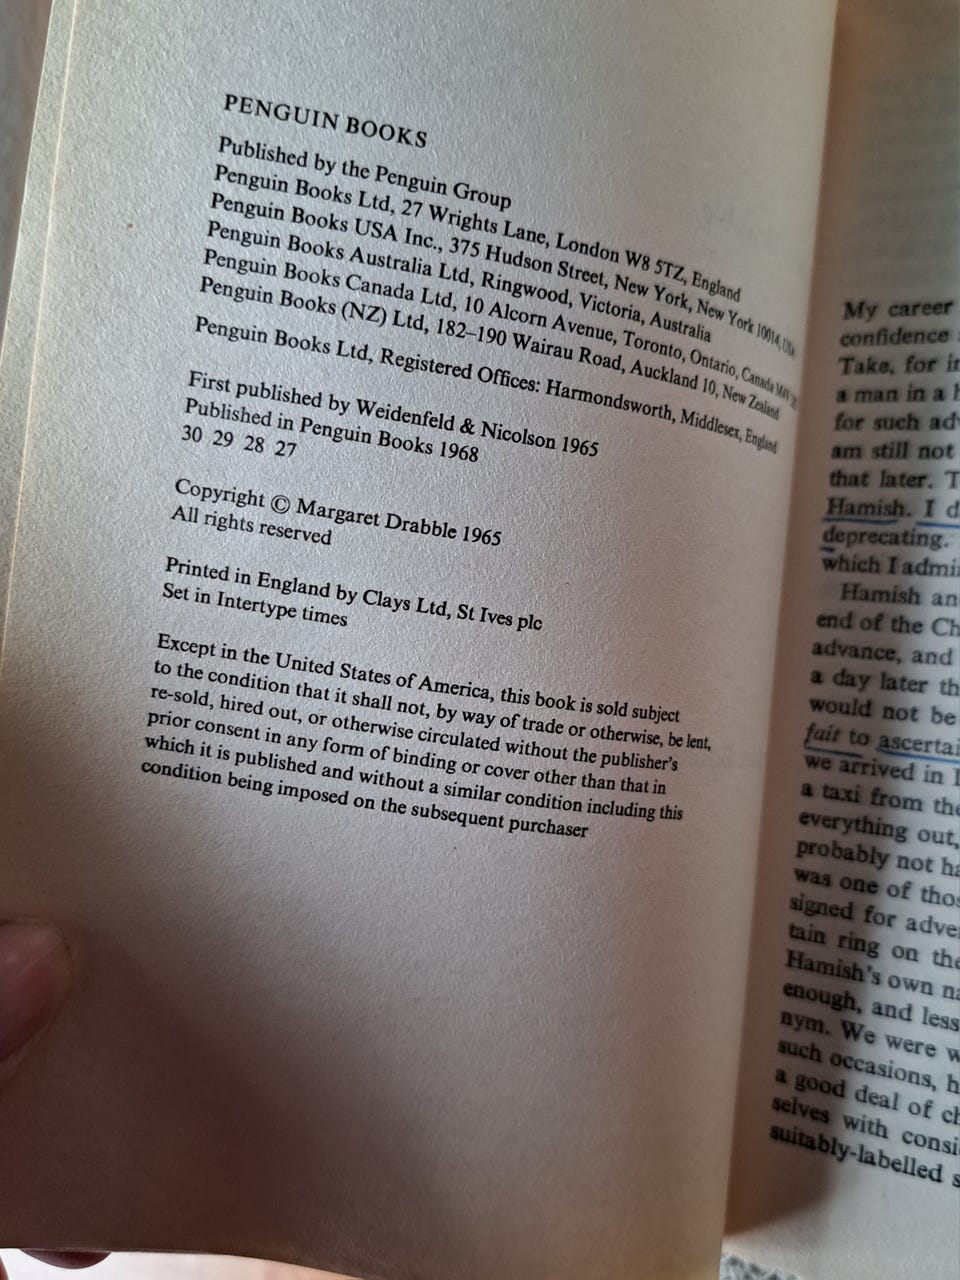 PENGUIN BOOKS
Published by the Penguin Group
Penguin Books Ltd, 27 Wrights Lane, London W8 5TZ, England
Penguin Books USA Inc., 375 Hudson Street, New York, New York 10014, USA
Penguin Books Australia Ltd, Ringwood, Victoria, Australia
Penguin Books Canada Ltd, 10 Alcorn Avenue, Toronto, Ontario, Canada
Penguin Books (NZ) Ltd, 182–190 Wairau Road, Auckland 10, New Zealand
Penguin Books Ltd, Registered Offices: Harmondsworth, Middlesex, England
First published by Weidenfeld & Nicolson 1965
Published in Penguin Books 1968
30 29 28 27
Copyright © Margaret Drabble 1965
All rights reserved
Printed in England by Clays Ltd, St Ives plc
Set in Intertype times
Except in the United States of America, this book is sold subject
to the condition that it shall not, by way of trade or otherwise, be lent,
re-sold, hired out, or otherwise circulated without the publisher's
prior consent in any form of binding or cover other than that in
which it is published and without a similar condition including this
condition being imposed on the subsequent purchaser
My career
confidence
Take, for
a man in a
for such
am still not
that later.
Hamish. I
deprecating.
which I
Hamish
end of the
advance, and
a day later
would not be
fait to
we arrived in
a taxi from
everything out,
probably not
was one of
signed for
tain ring on
Hamish's own
enough, and less
nym. We were
such occasions,
a good deal of
selves with
suitably-labelled